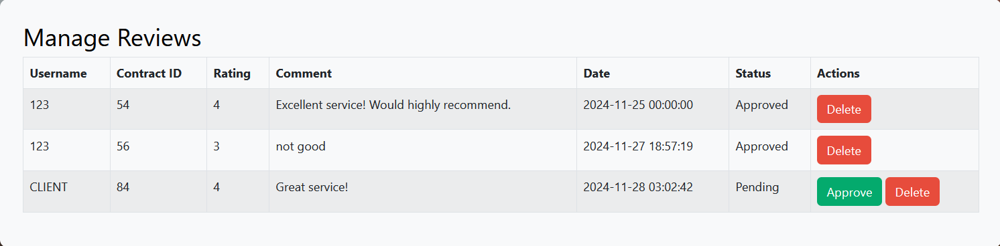 Manage Reviews
Username Contract ID Rating Comment Date Status Actions
123 54 4 Excellent service! Would highly recommend. 2024-11-25 00:00:00 Approved Delete
123 56 3 not good 2024-11-27 18:57:19 Approved Delete
CLIENT 84 4 Great service! 2024-11-28 03:02:42 Pending Approve Delete